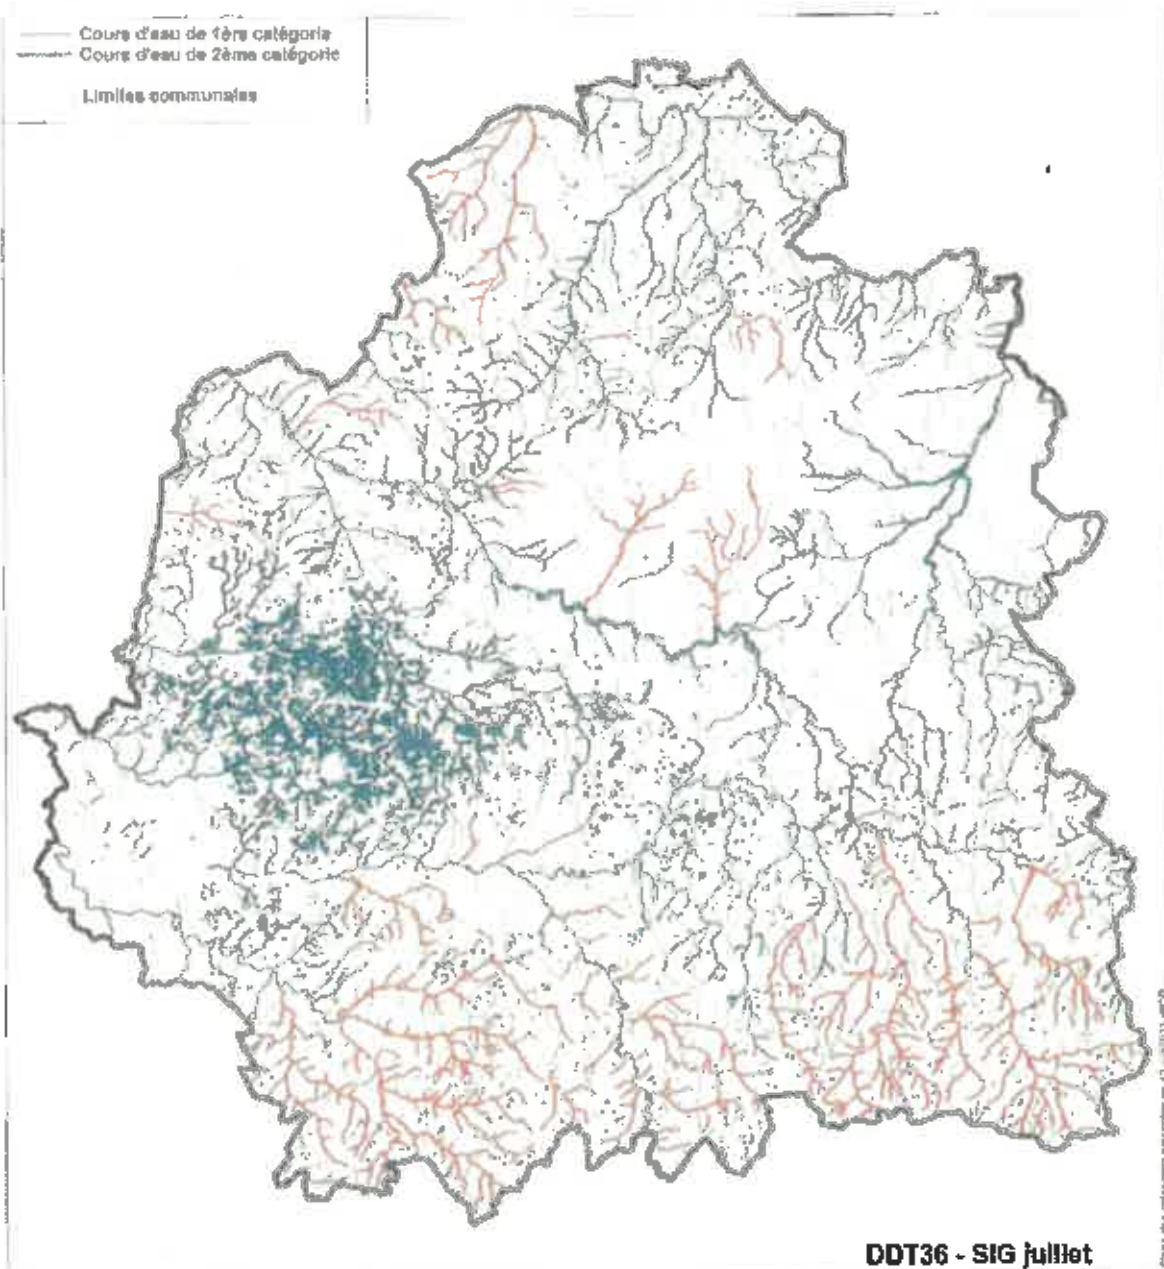 Cours d'eau de 1ère catégorie
Cours d'eau de 2ème catégorie
Limites communales
DDT36 - SIG juillet